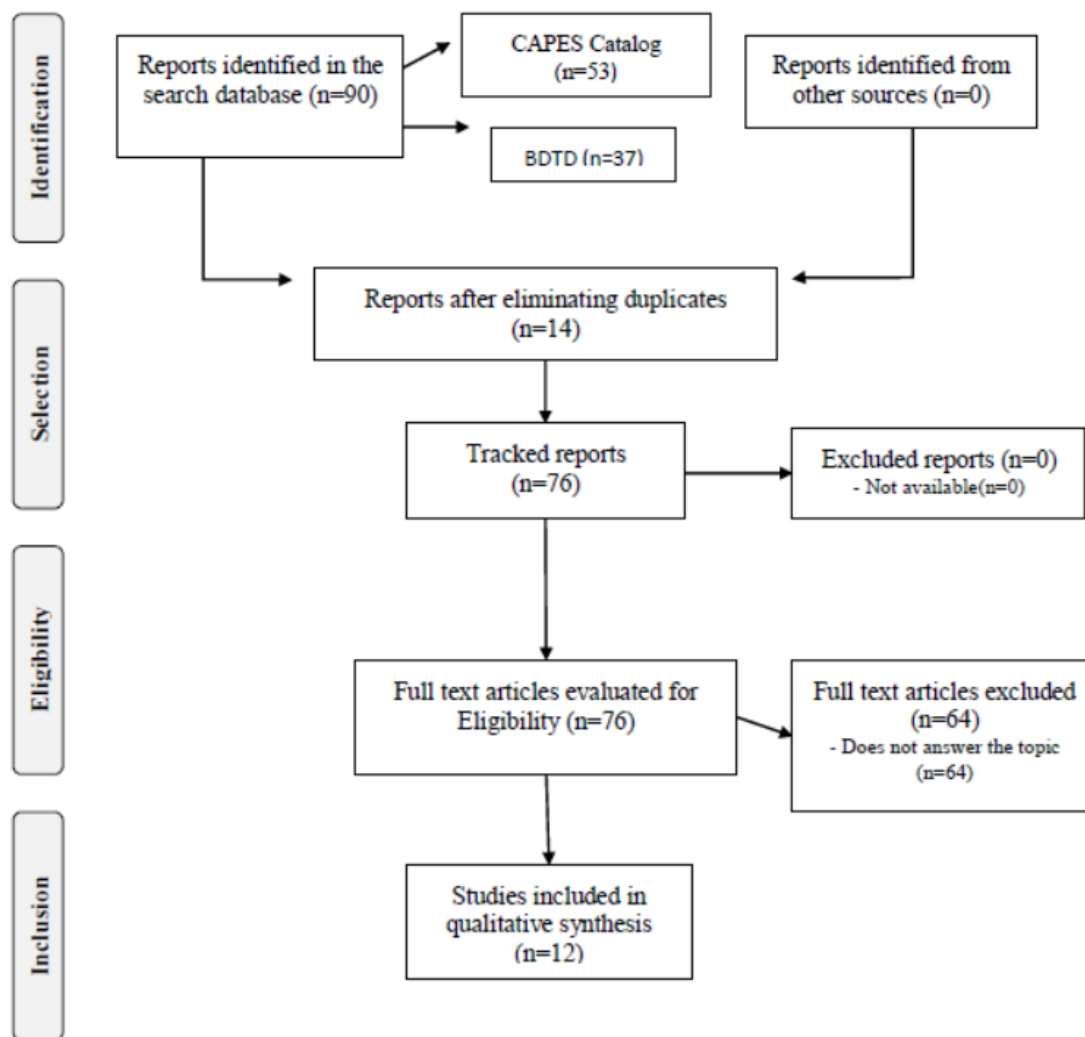 Identification
Reports identified in the
search database (n=90)
CAPES Catalog
(n=53)
BDTD (n=37)
Reports identified from
other sources (n=0)
Selection
Reports after eliminating duplicates
(n=14)
Tracked reports
(n=76)
Excluded reports (n=0)
- Not available(n=0)
Eligibility
Full text articles evaluated for
Eligibility (n=76)
Full text articles excluded
(n=64)
- Does not answer the topic
(n=64)
Inclusion
Studies included in
qualitative synthesis
(n=12)